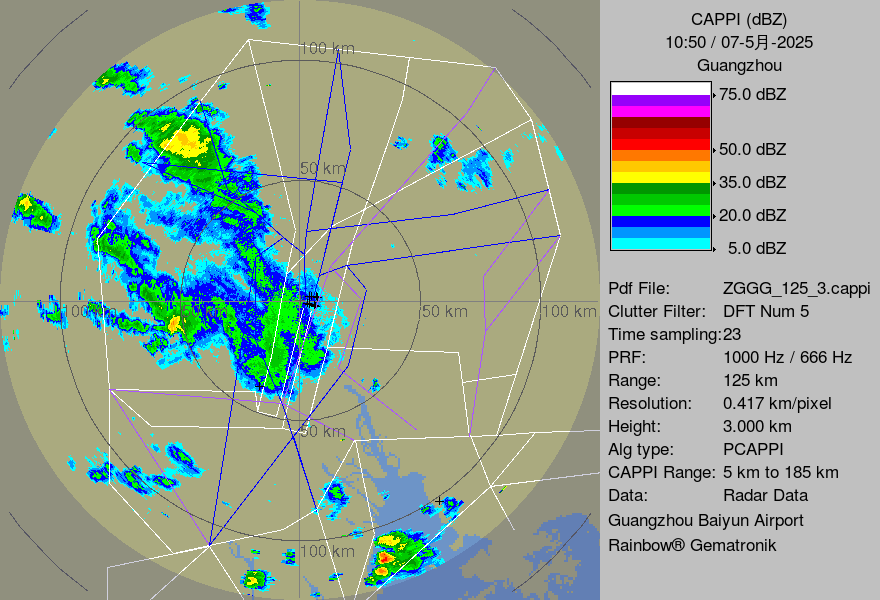 100 km
50 km
100 km
50 km
100 km
50 km
100 km
CAPPI (dBZ)
10:50 / 07-5月-2025
Guangzhou
75.0 dBZ
50.0 dBZ
35.0 dBZ
20.0 dBZ
5.0 dBZ
Pdf File: ZGGG_125_3.cappi
Clutter Filter: DFT Num 5
Time sampling:23
PRF: 1000 Hz / 666 Hz
Range: 125 km
Resolution: 0.417 km/pixel
Height: 3.000 km
Alg type: PCAPPI
CAPPI Range: 5 km to 185 km
Data: Radar Data
Guangzhou Baiyun Airport
Rainbow® Gematronik